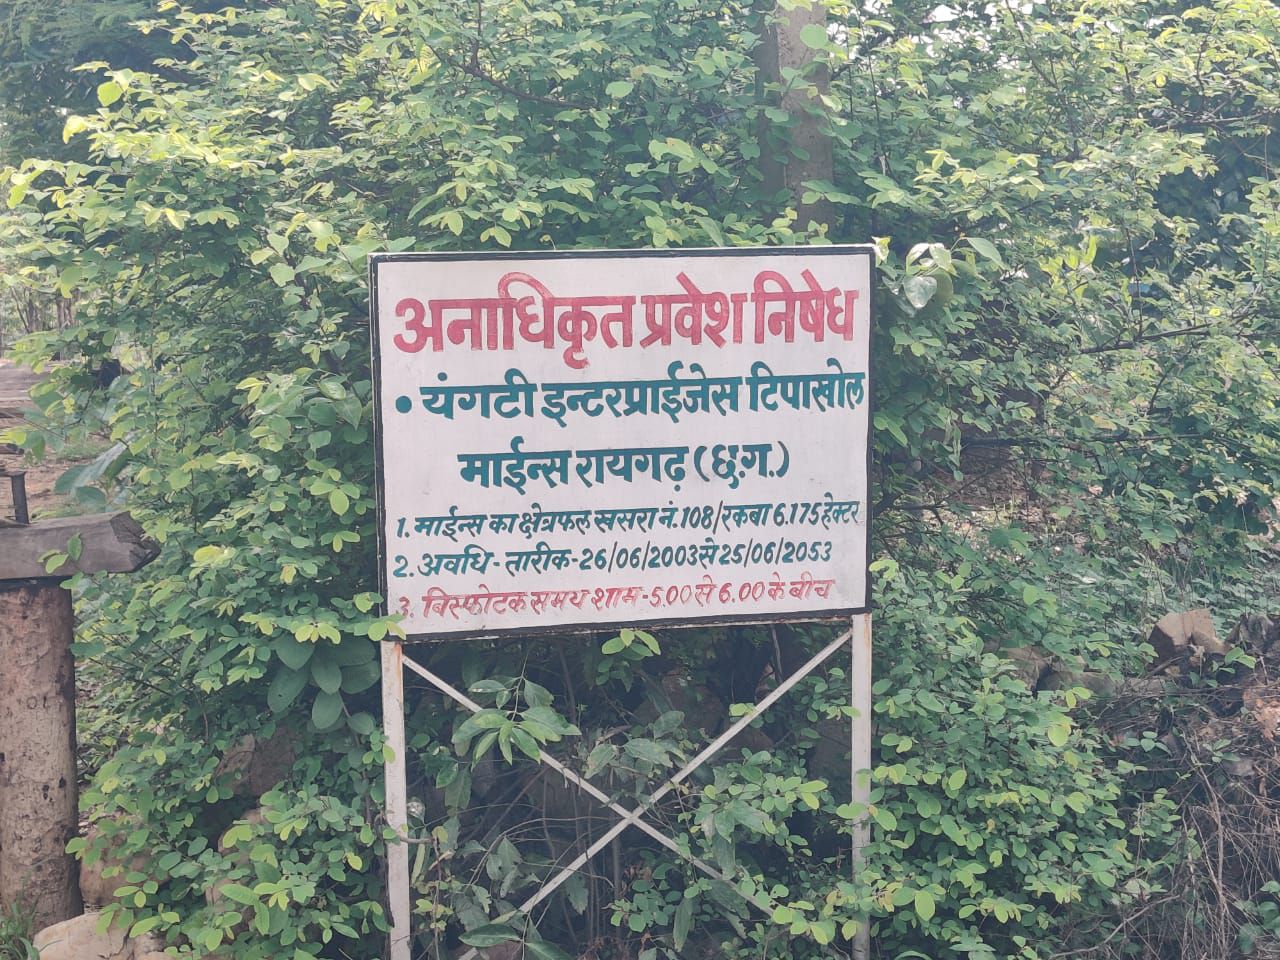 अनाधिकृत प्रवेश निषेध
• यंगटी इन्टरप्राईजेस टिपाखोल
माईन्स रायगढ़ (छ.ग.)
1. माईन्स का क्षेत्रफल खसरा नं. 108/रकबा 6.175 हेक्टर
2. अवधि - तारीक - 26/06/2003 से 25/06/2053
3. विस्फोटक समय शाम - 5.00 से 6.00 के बीच